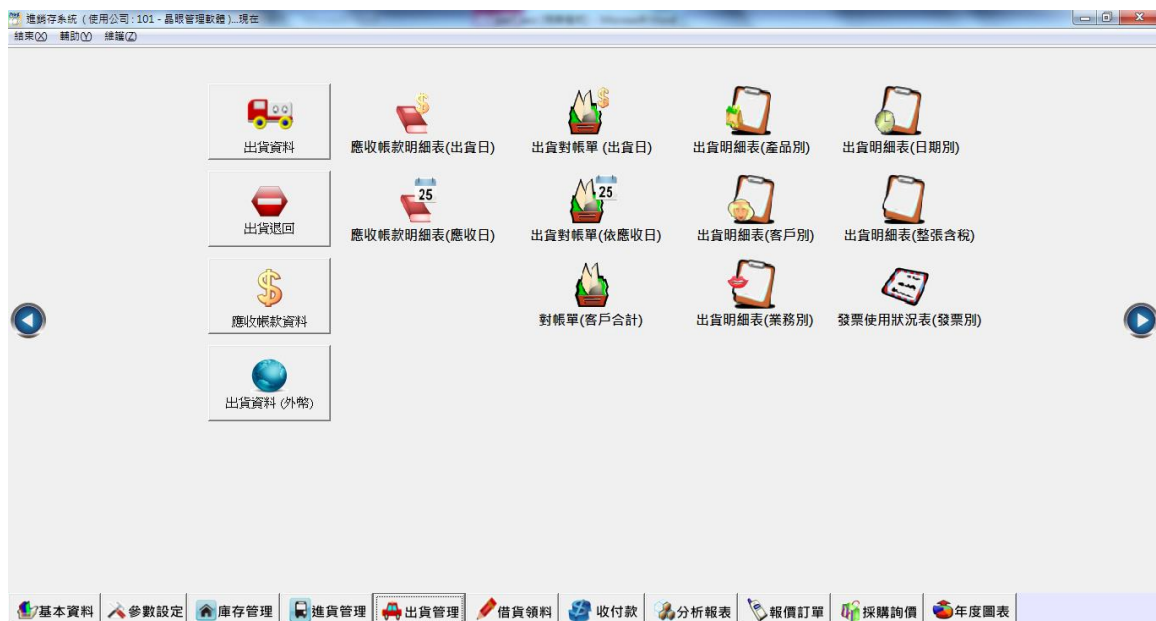 進銷存系統 (使用公司 : 101 - 晶眼管理軟體 )...現在
結束(X) 輔助(Y) 維護(Z)
出貨資料 應收帳款明細表(出貨日) 出貨對帳單 (出貨日) 出貨明細表(產品別) 出貨明細表(日期別)
25 25
出貨退回 應收帳款明細表(應收日) 出貨對帳單(依應收日) 出貨明細表(客戶別) 出貨明細表(整張含稅)
應收帳款資料 對帳單(客戶合計) 出貨明細表(業務別) 發票使用狀況表(發票別)
出貨資料 (外幣)
基本資料 參數設定 庫存管理 進貨管理 出貨管理 借貨領料 收付款 分析報表 報價訂單 採購詢價 年度圖表